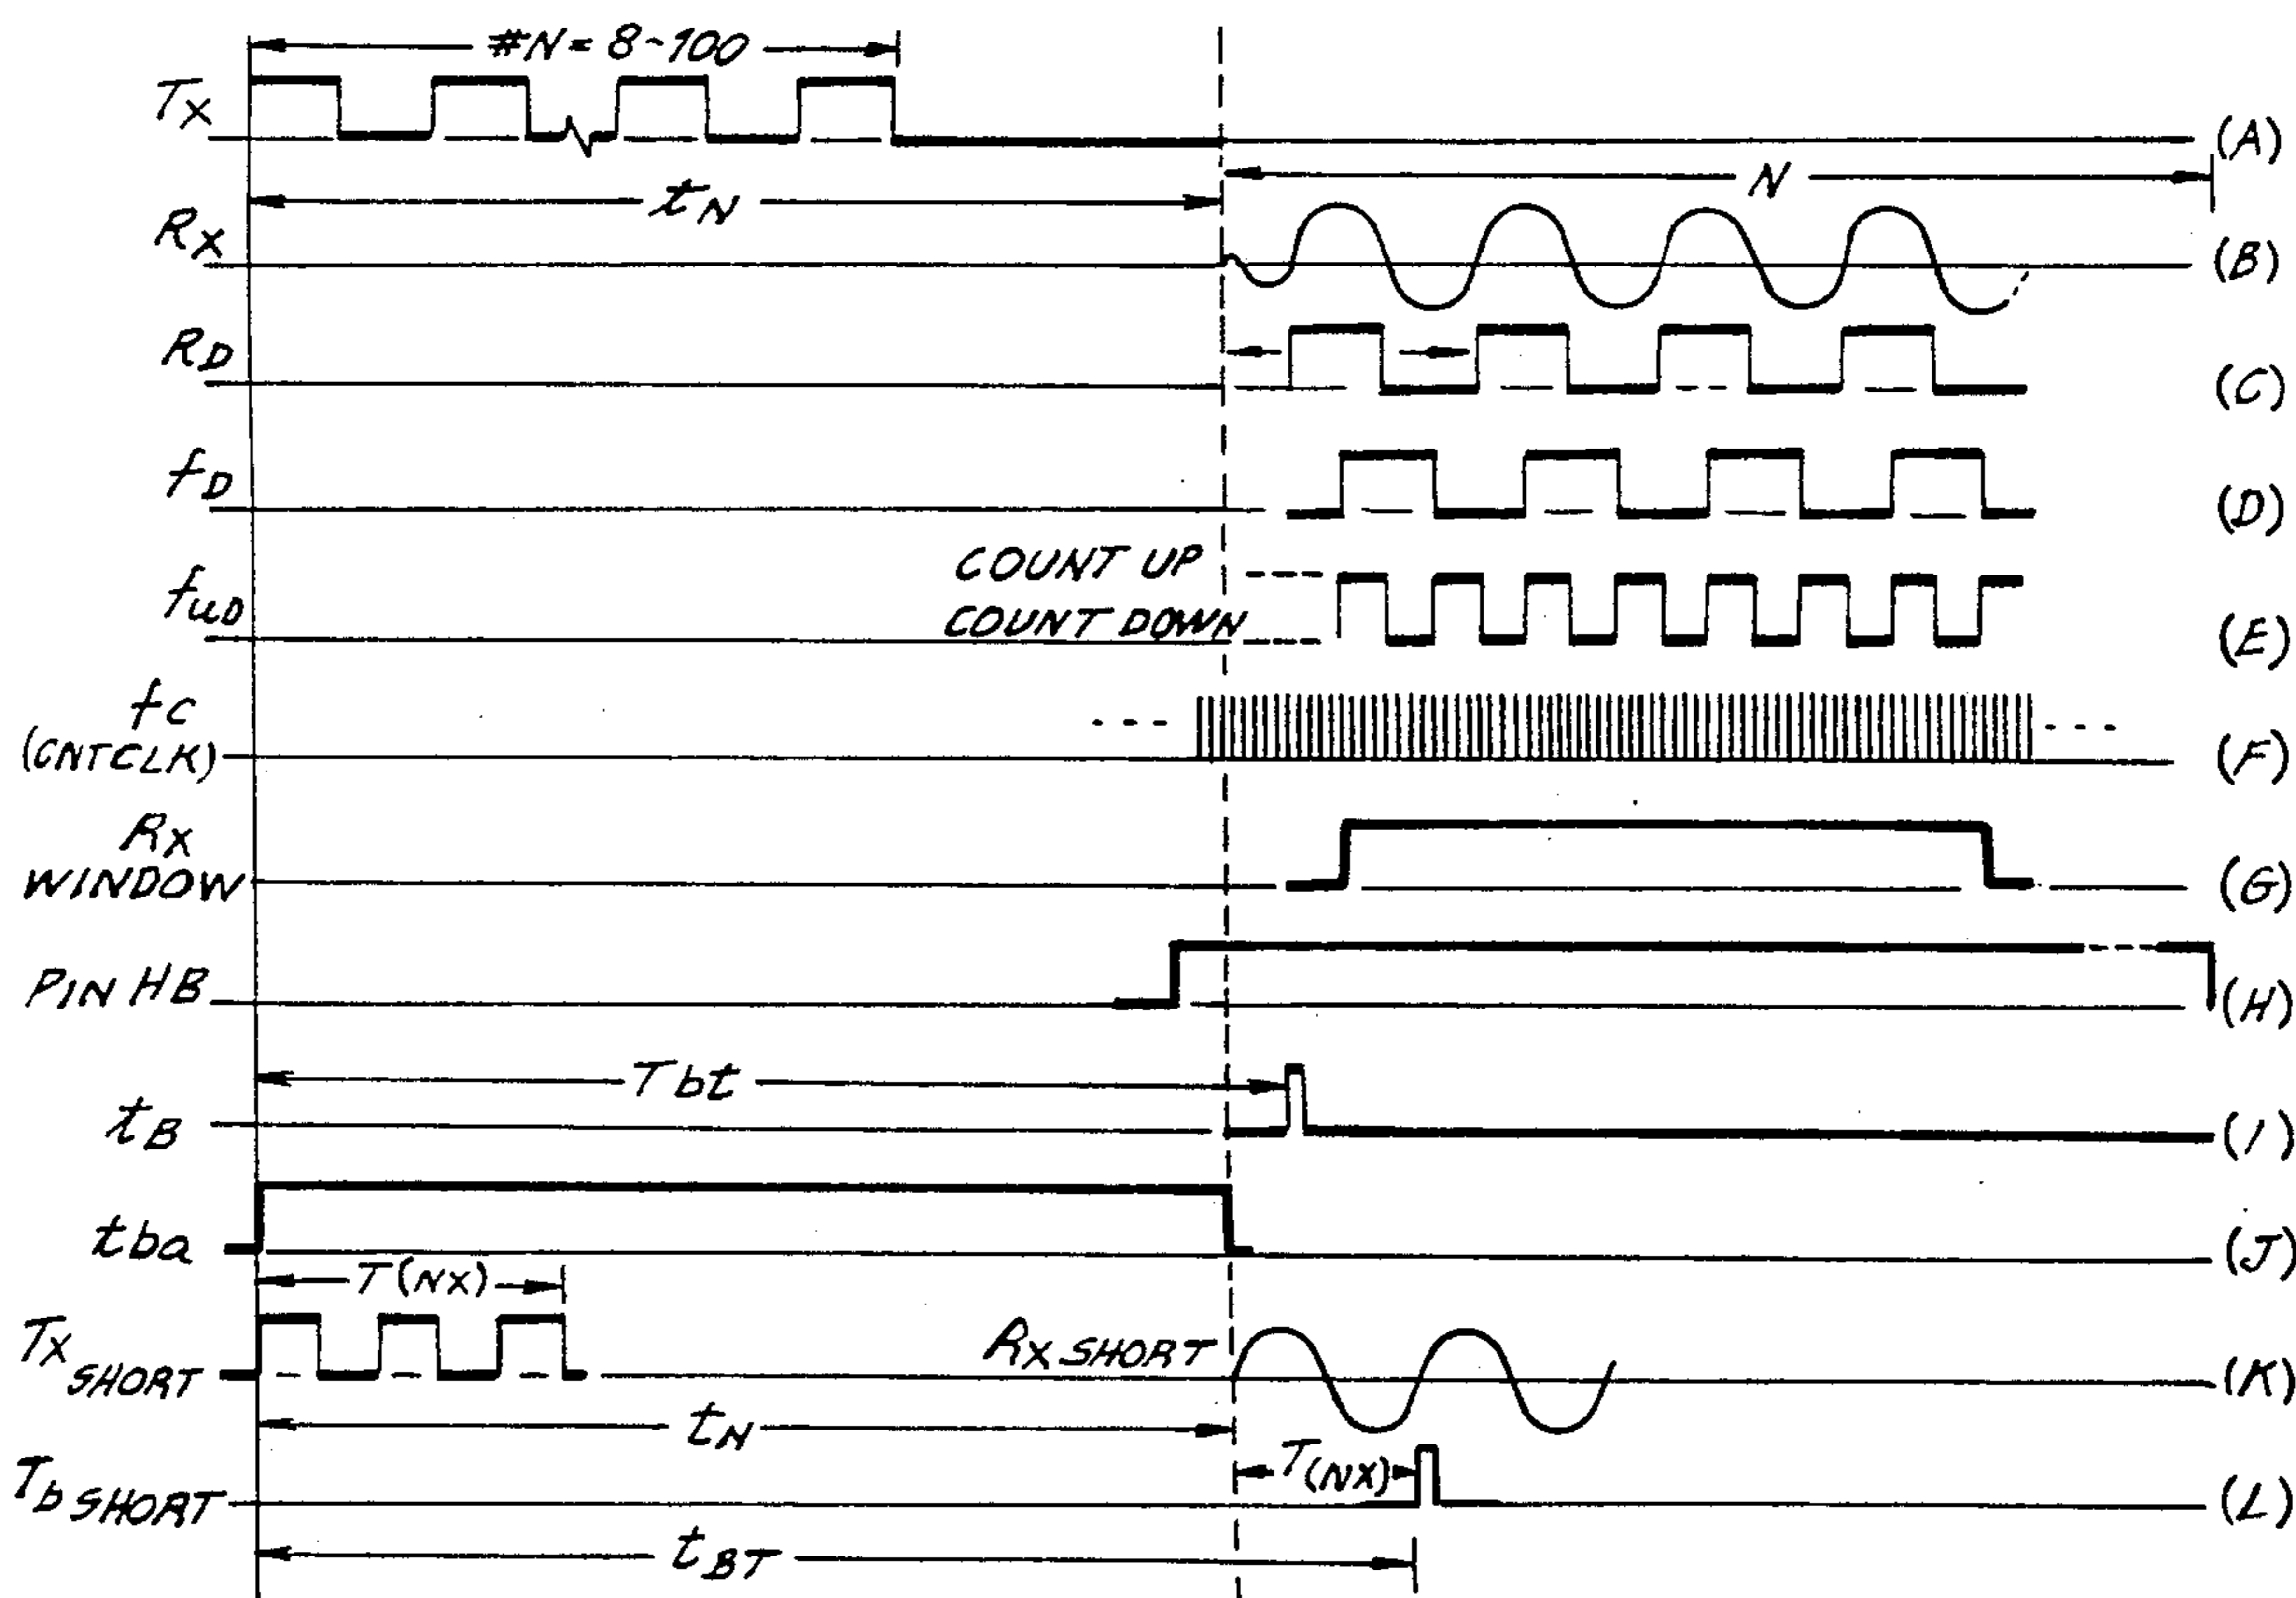 #N = 8-100
Tx
(A)
N
tN
Rx
(B)
RD
(C)
fD
(D)
COUNT UP
fuD
COUNT DOWN
(E)
fc
(CNTCLK)
(F)
Rx
WINDOW
(G)
PIN HB
(H)
Tbt
tB
(I)
tba
(J)
T(NX)
Tx
SHORT
Rx SHORT
(K)
tN
T(NX)
Tb SHORT
(L)
tBT